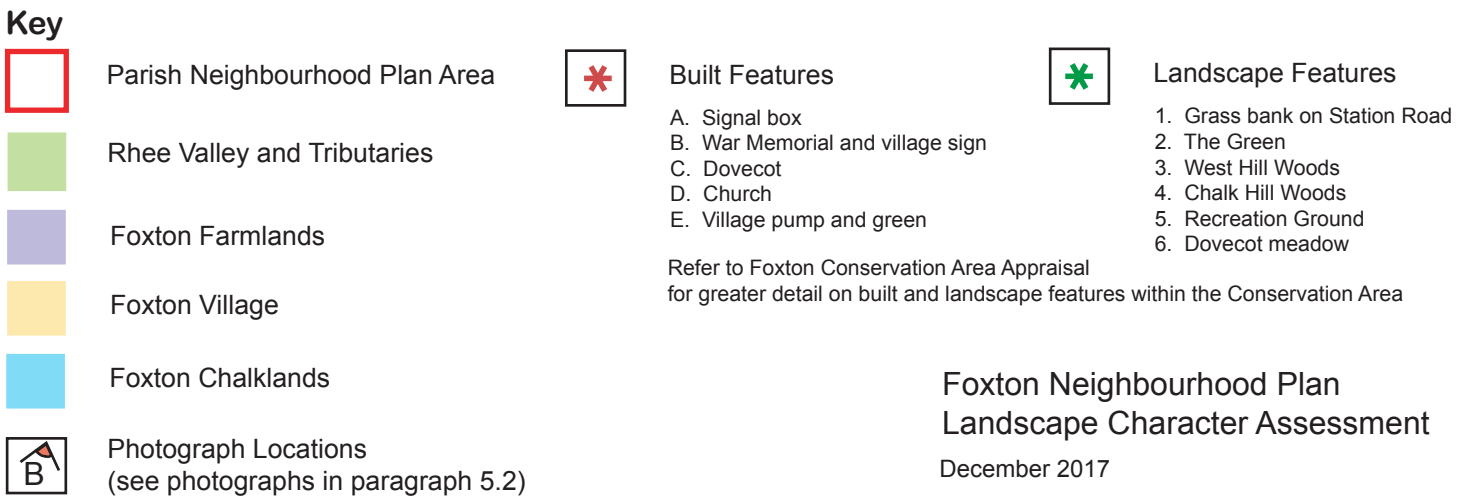 Key
Parish Neighbourhood Plan Area
Rhee Valley and Tributaries
Foxton Farmlands
Foxton Village
Foxton Chalklands
B
Photograph Locations
(see photographs in paragraph 5.2)
Built Features
A. Signal box
B. War Memorial and village sign
C. Dovecot
D. Church
E. Village pump and green
Landscape Features
1. Grass bank on Station Road
2. The Green
3. West Hill Woods
4. Chalk Hill Woods
5. Recreation Ground
6. Dovecot meadow
Refer to Foxton Conservation Area Appraisal
for greater detail on built and landscape features within the Conservation Area
Foxton Neighbourhood Plan
Landscape Character Assessment
December 2017